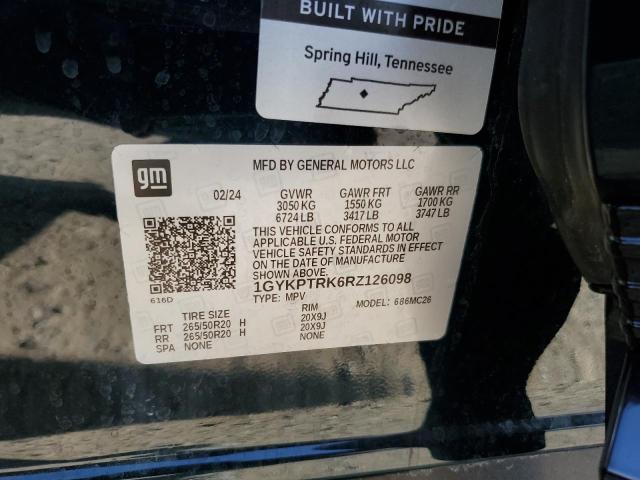 BUILT WITH PRIDE
Spring Hill, Tennessee
gm
MFD BY GENERAL MOTORS LLC
02/24 GVWR GAWR FRT GAWR RR
3050 KG 1550 KG 1700 KG
6724 LB 3417 LB 3747 LB
THIS VEHICLE CONFORMS TO ALL
APPLICABLE U.S. FEDERAL MOTOR
VEHICLE SAFETY STANDARDS IN EFFECT
ON THE DATE OF MANUFACTURE SHOWN ABOVE.
1GYKPTRK6RZ126098
616D TYPE: MPV MODEL: 686MC26
TIRE SIZE RIM
FRT 265/50R20 H 20X9J
RR 265/50R20 H 20X9J
SPA NONE NONE